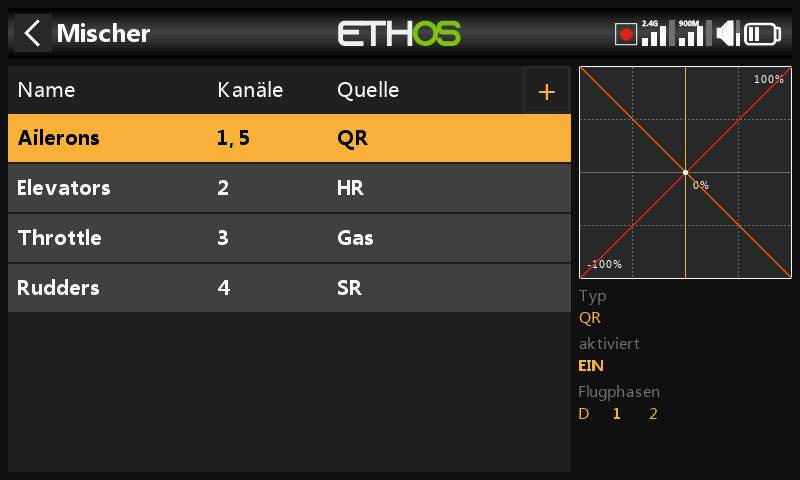 Mischer
ETHOS
2.4G
900M
Name Kanäle Quelle +
Ailerons 1, 5 QR
Elevators 2 HR
Throttle 3 Gas
Rudders 4 SR
100%
0%
-100%
Typ
QR
aktiviert
EIN
Flugphasen
D 1 2